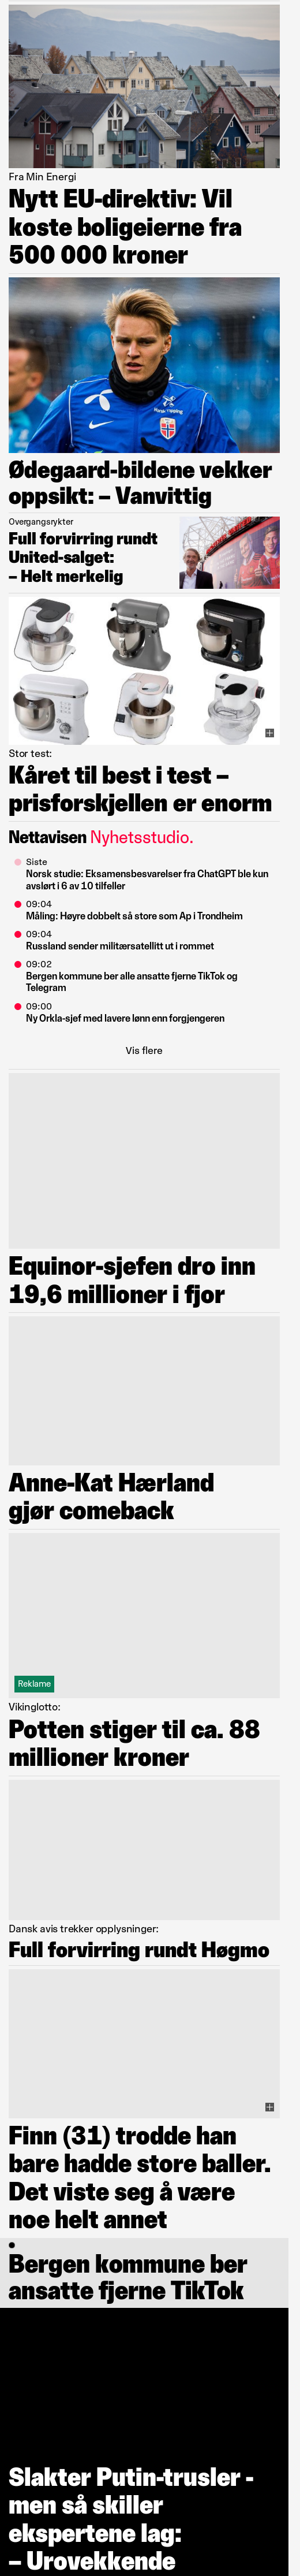 Fra Min Energi
Nytt EU-direktiv: Vil
koste boligeierne fra
500 000 kroner
Ødegaard-bildene vekker
oppsikt: – Vanvittig
Overgangsrykter
Full forvirring rundt
United-salget:
– Helt merkelig
Stor test:
Kåret til best i test –
prisforskjellen er enorm
Nettavisen Nyhetsstudio.
Siste
Norsk studie: Eksamensbesvarelser fra ChatGPT ble kun
avslørt i 6 av 10 tilfeller
09:04
Måling: Høyre dobbelt så store som Ap i Trondheim
09:04
Russland sender militærsatellitt ut i rommet
09:02
Bergen kommune ber alle ansatte fjerne TikTok og
Telegram
09:00
Ny Orkla-sjef med lavere lønn enn forgjengeren
Vis flere
Equinor-sjefen dro inn
19,6 millioner i fjor
Anne-Kat Hærland
gjør comeback
Reklame
Vikinglotto:
Potten stiger til ca. 88
millioner kroner
Dansk avis trekker opplysninger:
Full forvirring rundt Høgmo
Finn (31) trodde han
bare hadde store baller.
Det viste seg å være
noe helt annet
Bergen kommune ber
ansatte fjerne TikTok
Slakter Putin-trusler -
men så skiller
ekspertene lag:
– Urovekkende